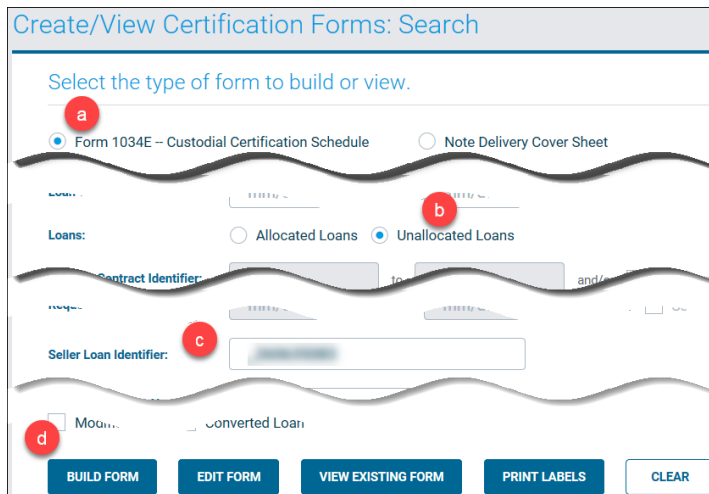 Create/View Certification Forms: Search
Select the type of form to build or view.
a
Form 1034E -- Custodial Certification Schedule Note Delivery Cover Sheet
b
Loans: Allocated Loans Unallocated Loans
Contract Identifier: to and/
mm/ mm/
c
Seller Loan Identifier:
Converted Loan
d
BUILD FORM EDIT FORM VIEW EXISTING FORM PRINT LABELS CLEAR